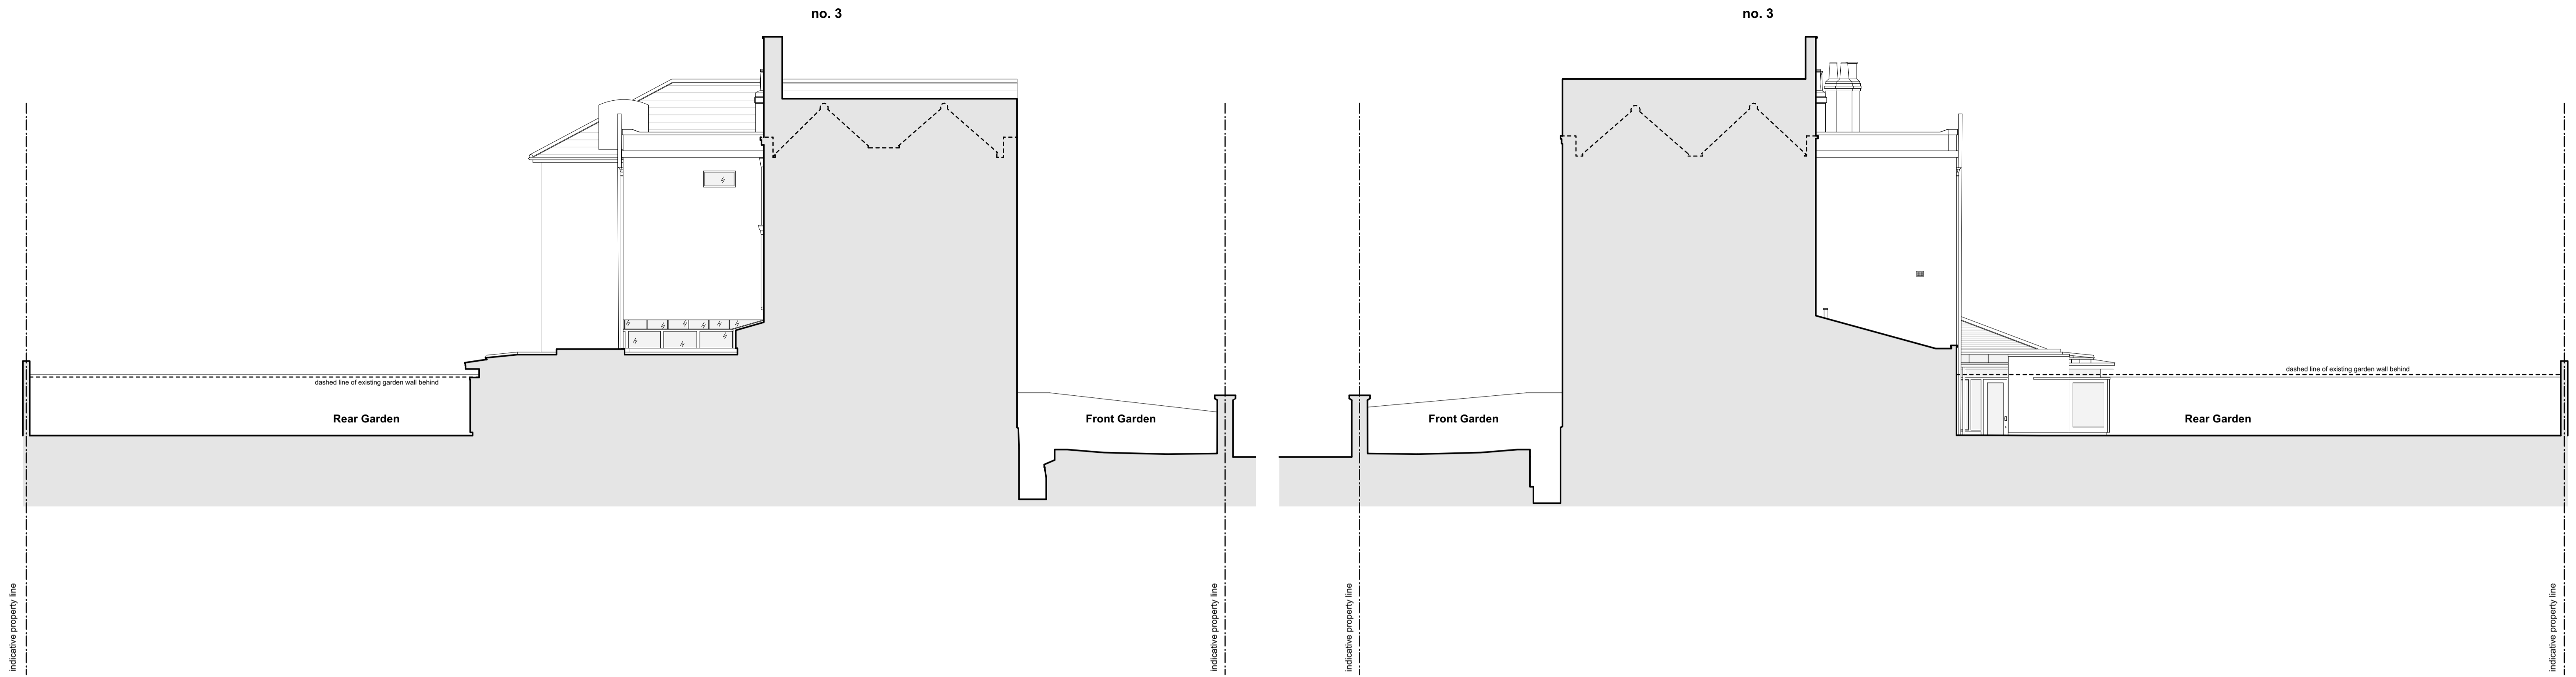 no. 3
no. 3
dashed line of existing garden wall behind
dashed line of existing garden wall behind
Rear Garden
Front Garden
Front Garden
Rear Garden
indicative property line
indicative property line
indicative property line
indicative property line